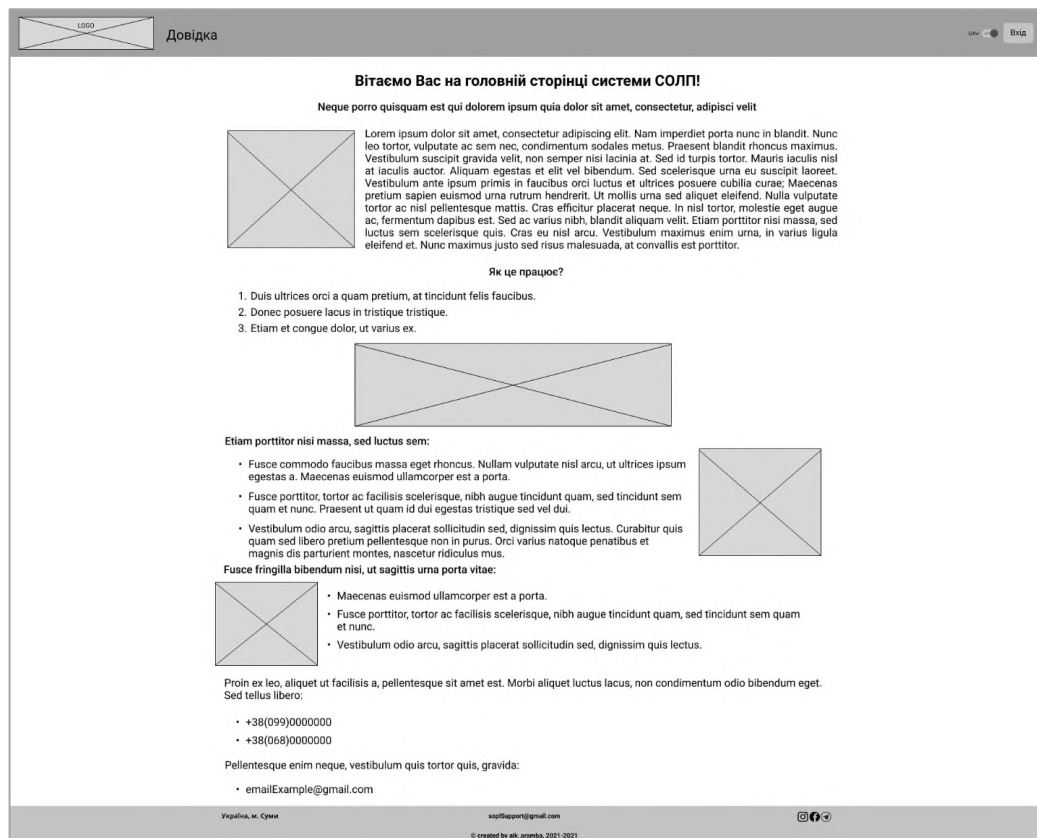 LOGO
Довідка
UKr
Вхід
Вітаємо Вас на головній сторінці системи СОЛП!
Neque porro quisquam est qui dolorem ipsum quia dolor sit amet, consectetur, adipisci velit
Lorem ipsum dolor sit amet, consectetur adipiscing elit. Nam imperdiet porta nunc in blandit. Nunc
leo tortor, vulputate ac sem nec, condimentum sodales metus. Praesent blandit rhoncus maximus.
Vestibulum suscipit gravida velit, non semper nisi lacinia at. Sed id turpis tortor. Mauris iaculis nisl
at iaculis auctor. Aliquam egestas et elit vel bibendum. Sed scelerisque urna eu suscipit laoreet.
Vestibulum ante ipsum primis in faucibus orci luctus et ultrices posuere cubilia curae; Maecenas
pretium sapien euismod urna rutrum hendrerit. Ut mollis urna sed aliquet eleifend. Nulla vulputate
tortor ac nisl pellentesque mattis. Cras efficitur placerat neque. In nisl tortor, molestie eget augue
ac, fermentum dapibus est. Sed ac varius nibh, blandit aliquam velit. Etiam porttitor nisi massa, sed
luctus sem scelerisque quis. Cras eu nisl arcu. Vestibulum maximus enim urna, in varius ligula
eleifend et. Nunc maximus justo sed risus malesuada, at convallis est porttitor.
Як це працює?
1. Duis ultrices orci a quam pretium, at tincidunt felis faucibus.
2. Donec posuere lacus in tristique tristique.
3. Etiam et congue dolor, ut varius ex.
Etiam porttitor nisi massa, sed luctus sem:
• Fusce commodo faucibus massa eget rhoncus. Nullam vulputate nisl arcu, ut ultrices ipsum
egestas a. Maecenas euismod ullamcorper est a porta.
• Fusce porttitor, tortor ac facilisis scelerisque, nibh augue tincidunt quam, sed tincidunt sem
quam et nunc. Praesent ut quam id dui egestas tristique sed vel dui.
• Vestibulum odio arcu, sagittis placerat sollicitudin sed, dignissim quis lectus. Curabitur quis
quam sed libero pretium pellentesque non in purus. Orci varius natoque penatibus et
magnis dis parturient montes, nascetur ridiculus mus.
Fusce fringilla bibendum nisi, ut sagittis urna porta vitae:
• Maecenas euismod ullamcorper est a porta.
• Fusce porttitor, tortor ac facilisis scelerisque, nibh augue tincidunt quam, sed tincidunt sem quam
et nunc.
• Vestibulum odio arcu, sagittis placerat sollicitudin sed, dignissim quis lectus.
Proin ex leo, aliquet ut facilisis a, pellentesque sit amet est. Morbi aliquet luctus lacus, non condimentum odio bibendum eget.
Sed tellus libero:
• +38(099)0000000
• +38(068)0000000
Pellentesque enim neque, vestibulum quis tortor quis, gravida:
• emailExample@gmail.com
Україна, м. Суми
soplSupport@gmail.com
© created by aik_aramba, 2021-2021